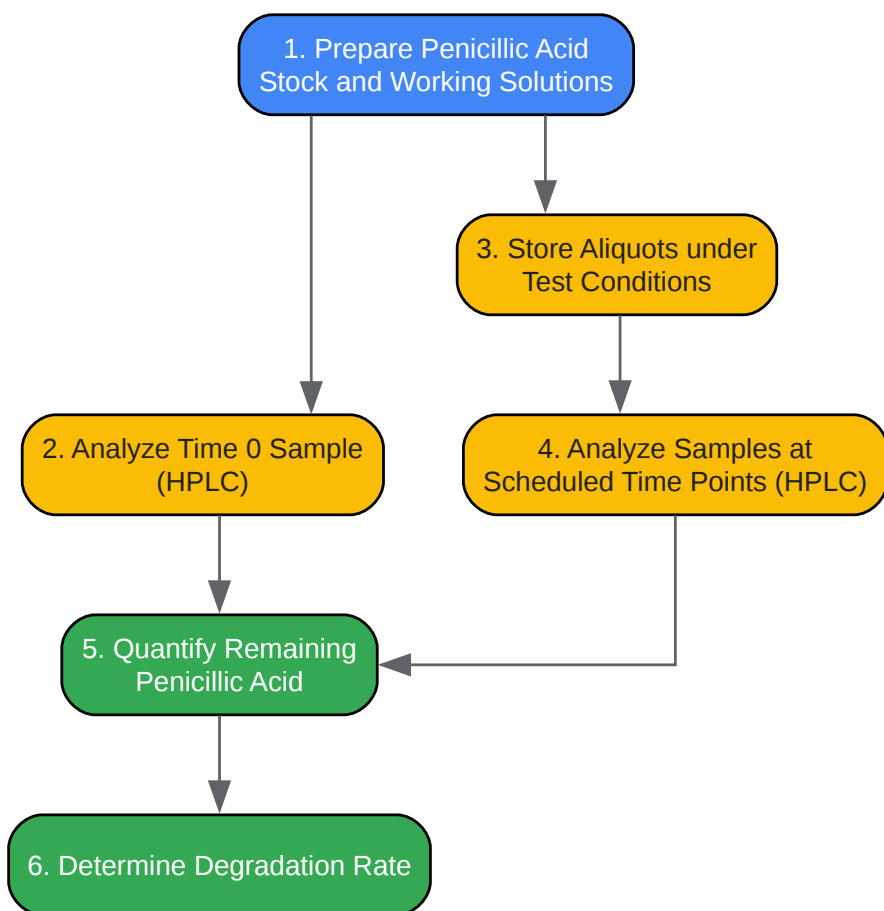 1. Prepare Penicillic Acid
Stock and Working Solutions
3. Store Aliquots under
Test Conditions
2. Analyze Time 0 Sample
(HPLC)
4. Analyze Samples at
Scheduled Time Points (HPLC)
5. Quantify Remaining
Penicillic Acid
6. Determine Degradation Rate